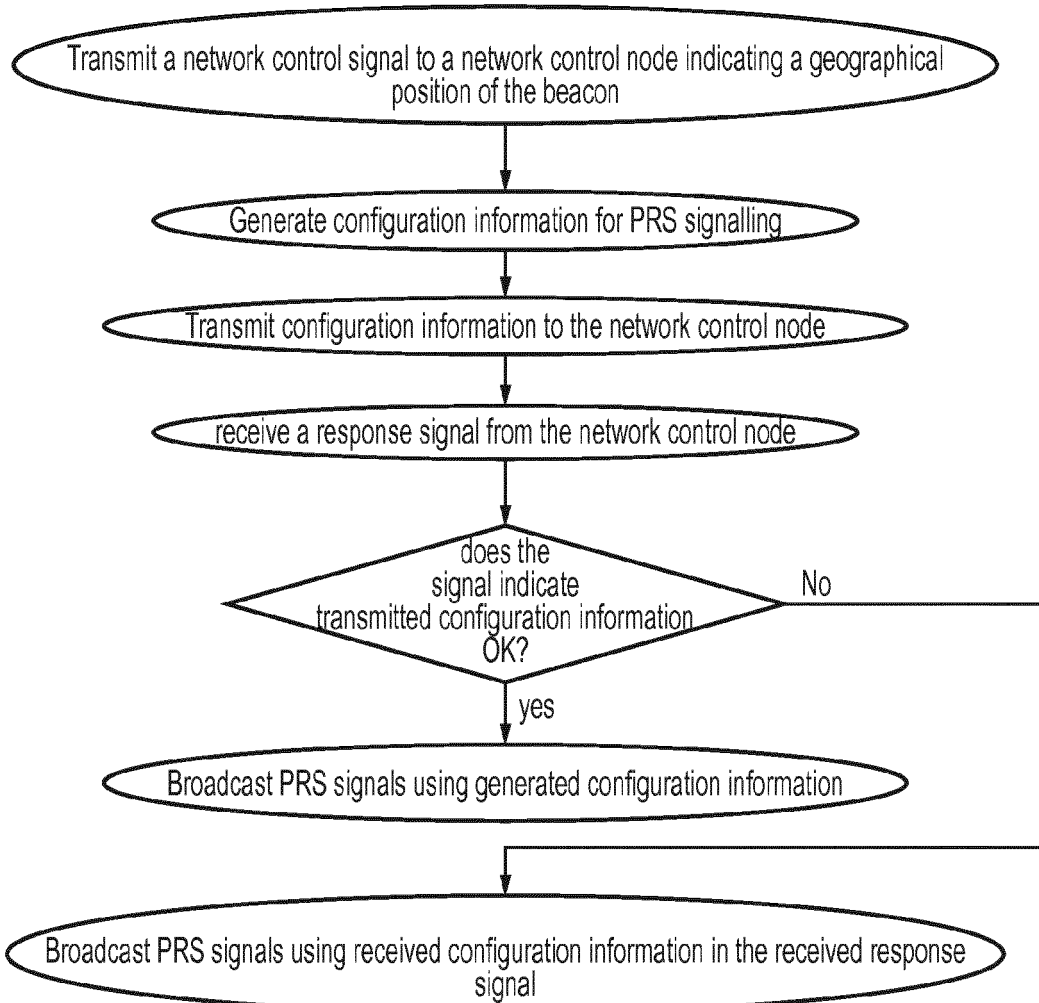 Transmit a network control signal to a network control node indicating a geographical
position of the beacon
Generate configuration information for PRS signalling
Transmit configuration information to the network control node
receive a response signal from the network control node
does the
signal indicate
transmitted configuration information
OK?
No
yes
Broadcast PRS signals using generated configuration information
Broadcast PRS signals using received configuration information in the received response
signal